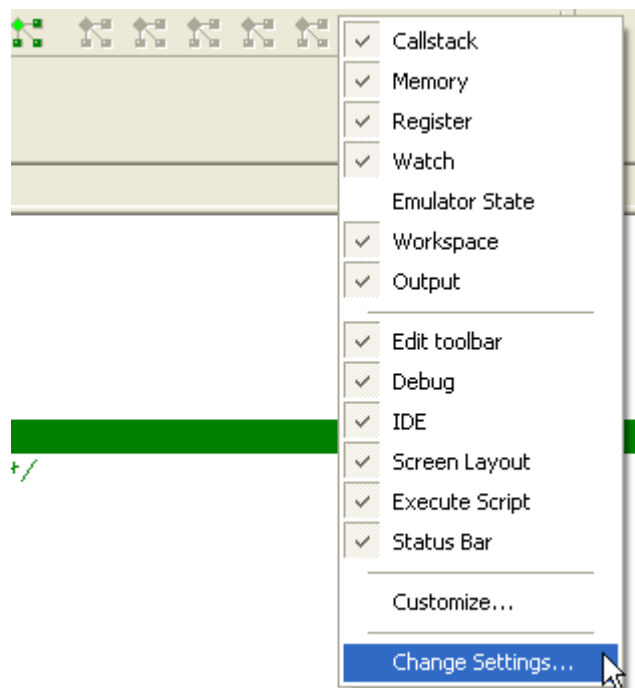 Callstack
Memory
Register
Watch
Emulator State
Workspace
Output
Edit toolbar
Debug
IDE
Screen Layout
Execute Script
Status Bar
*/
Customize...
Change Settings...